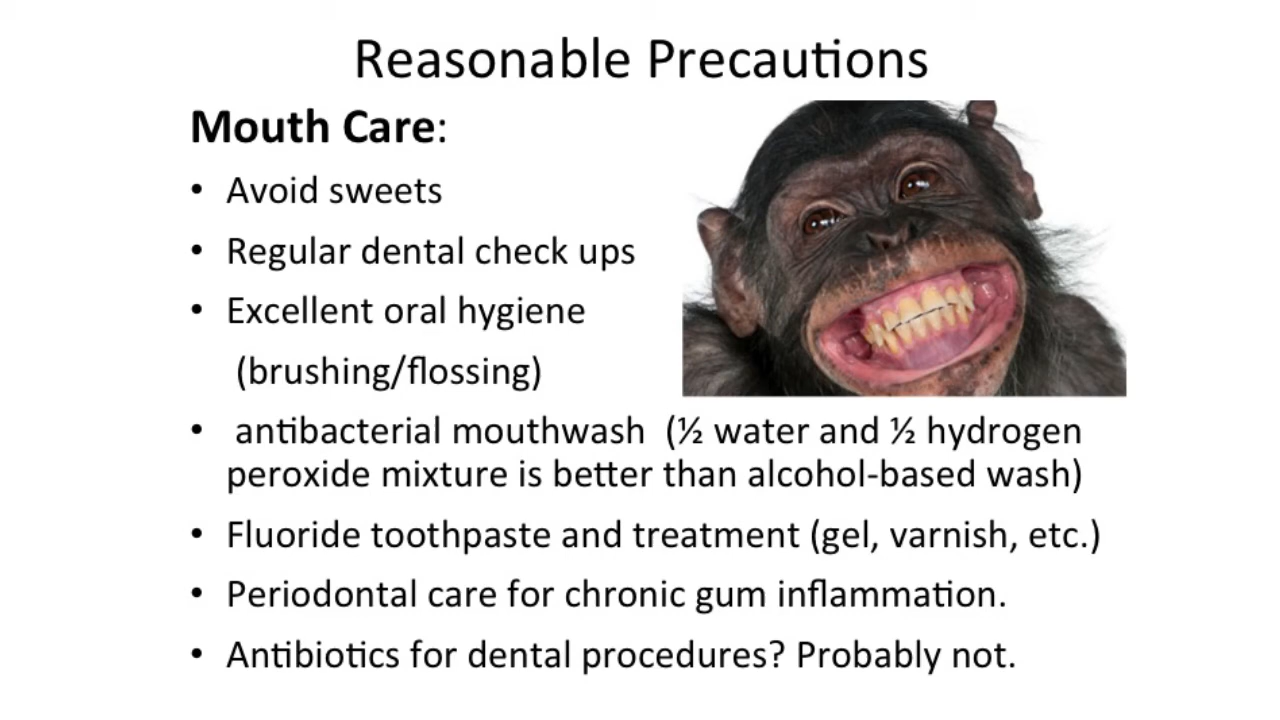 Reasonable Precautions
Mouth Care:
• Avoid sweets
• Regular dental check ups
• Excellent oral hygiene
(brushing/flossing)
• antibacterial mouthwash (½ water and ½ hydrogen
peroxide mixture is better than alcohol-based wash)
• Fluoride toothpaste and treatment (gel, varnish, etc.)
• Periodontal care for chronic gum inflammation.
• Antibiotics for dental procedures? Probably not.